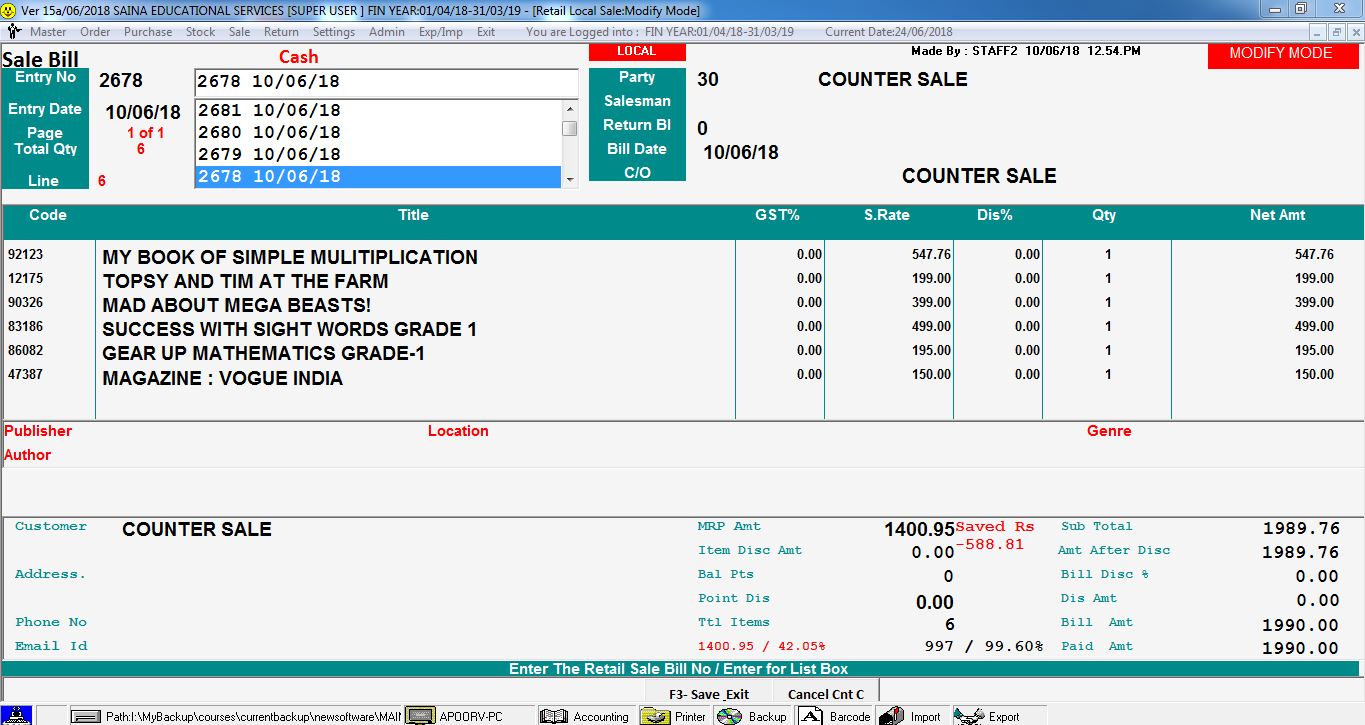 Ver 15a/06/2018 SAINA EDUCATIONAL SERVICES [SUPER USER ] FIN YEAR:01/04/18-31/03/19 - [Retail Local Sale:Modify Mode]
Master Order Purchase Stock Sale Return Settings Admin Exp/Imp Exit You are Logged into : FIN YEAR:01/04/18-31/03/19 Current Date:24/06/2018
Sale Bill Cash LOCAL Made By : STAFF2 10/06/18 12.54.PM MODIFY MODE
Entry No 2678 2678 10/06/18 Party 30 COUNTER SALE
Entry Date 10/06/18 2681 10/06/18 Salesman
Page 1 of 1 2680 10/06/18 Return Bl 0
Total Qty 6 2679 10/06/18 Bill Date 10/06/18
Line 6 2678 10/06/18 C/O COUNTER SALE
Code Title GST% S.Rate Dis% Qty Net Amt
92123 MY BOOK OF SIMPLE MULITIPLICATION 0.00 547.76 0.00 1 547.76
12175 TOPSY AND TIM AT THE FARM 0.00 199.00 0.00 1 199.00
90326 MAD ABOUT MEGA BEASTS! 0.00 399.00 0.00 1 399.00
83186 SUCCESS WITH SIGHT WORDS GRADE 1 0.00 499.00 0.00 1 499.00
86082 GEAR UP MATHEMATICS GRADE-1 0.00 195.00 0.00 1 195.00
47387 MAGAZINE : VOGUE INDIA 0.00 150.00 0.00 1 150.00
Publisher Location Genre
Author
Customer COUNTER SALE MRP Amt 1400.95 Saved Rs Sub Total 1989.76
Item Disc Amt 0.00 -588.81 Amt After Disc 1989.76
Address. Bal Pts 0 Bill Disc % 0.00
Point Dis 0.00 Dis Amt 0.00
Phone No Ttl Items 6 Bill Amt 1990.00
Email Id 1400.95 / 42.05% 997 / 99.60% Paid Amt 1990.00
Enter The Retail Sale Bill No / Enter for List Box
F3- Save Exit Cancel Cnt C
Path:I:\MyBackup\courses\currentbackup\newsoftware\MAIN APOORV-PC Accounting Printer Backup Barcode Import Export